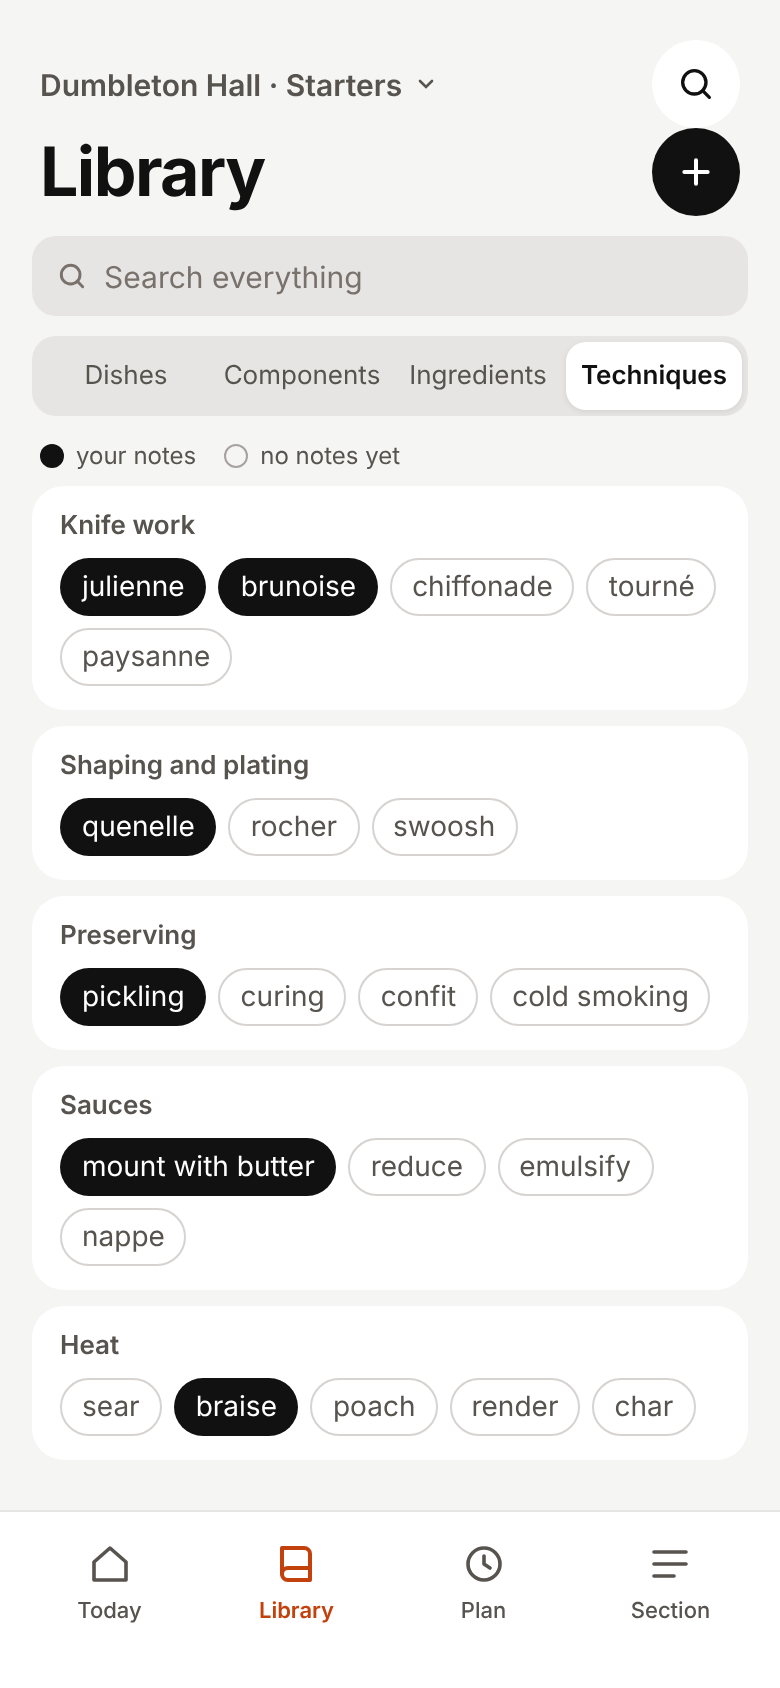 Dumbleton Hall · Starters
Library
Search everything
Dishes Components Ingredients Techniques
your notes no notes yet
Knife work
julienne brunoise chiffonade tourné
paysanne
Shaping and plating
quenelle rocher swoosh
Preserving
pickling curing confit cold smoking
Sauces
mount with butter reduce emulsify
nappe
Heat
sear braise poach render char
Today Library Plan Section